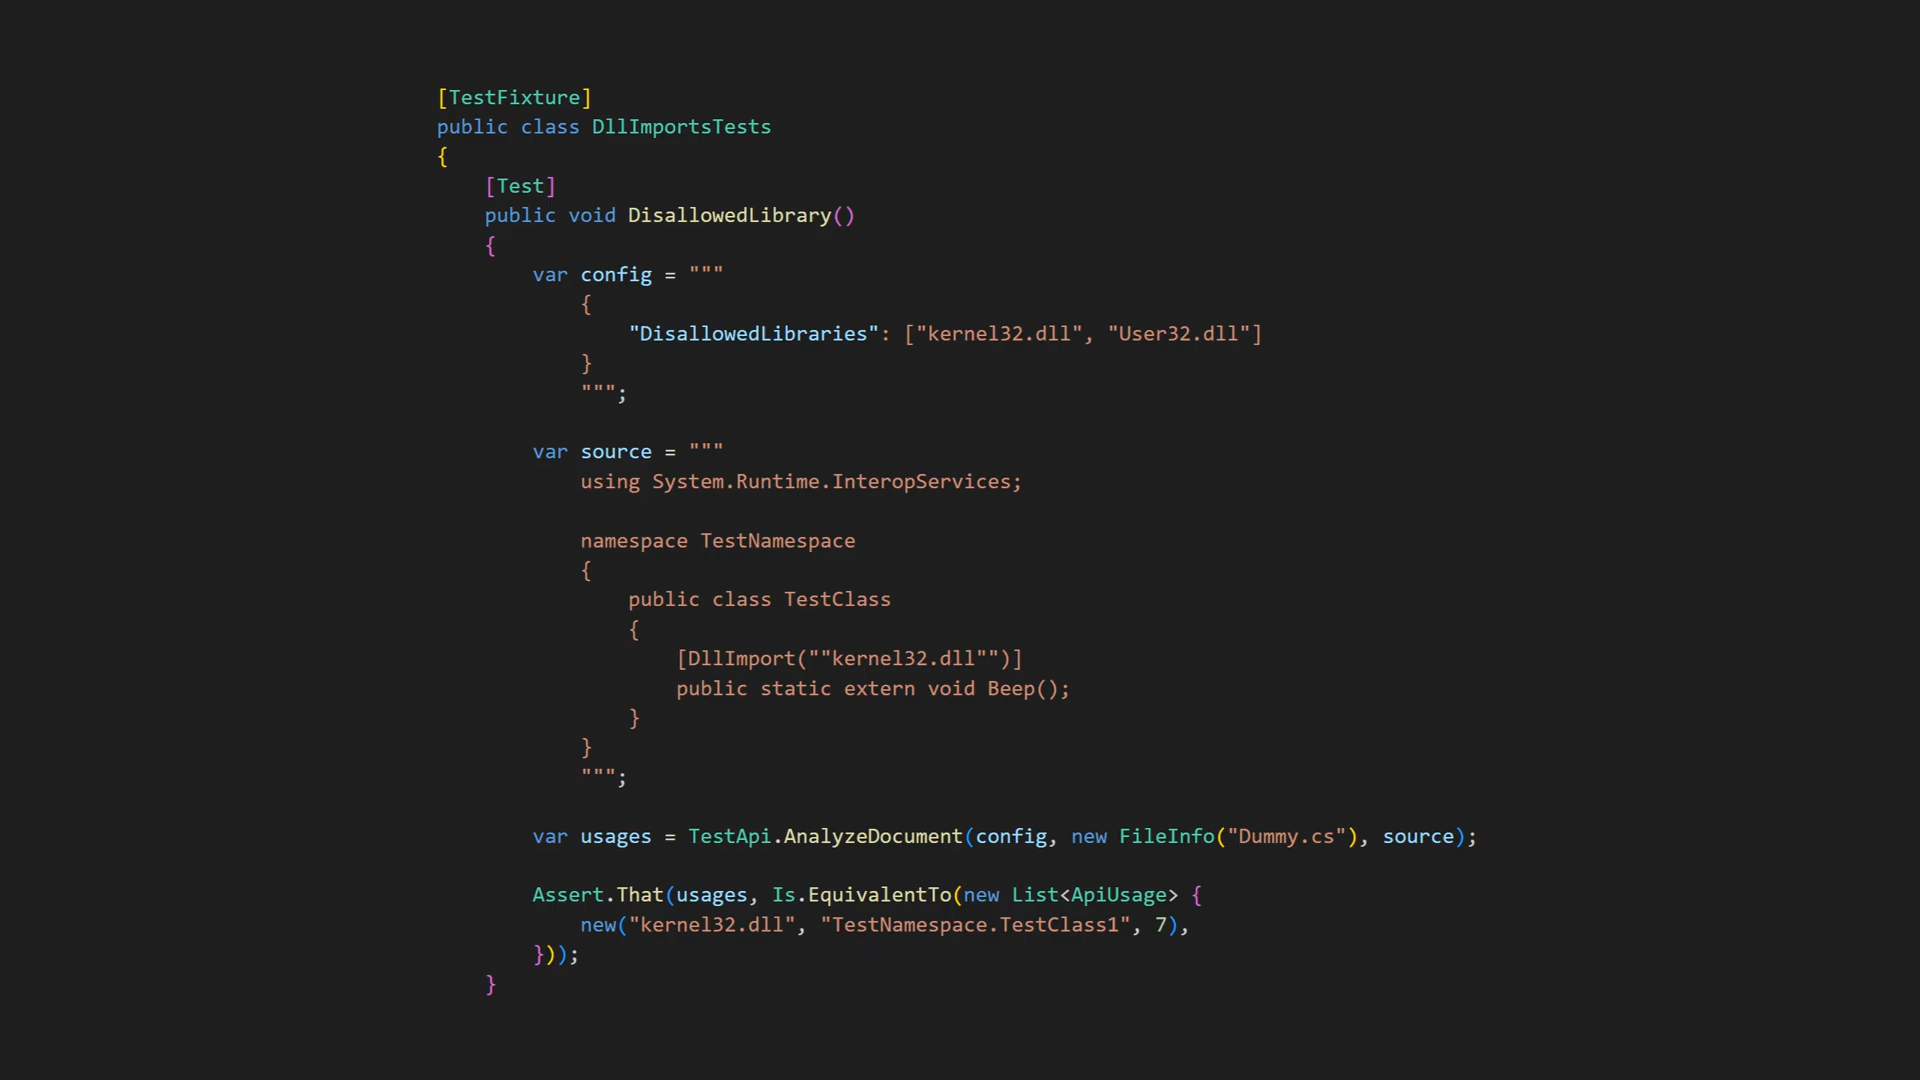 [TestFixture]
public class DllImportsTests
{
    [Test]
    public void DisallowedLibrary()
    {
        var config = """
            {
                "DisallowedLibraries": ["kernel32.dll", "User32.dll"]
            }
            """;

        var source = """
            using System.Runtime.InteropServices;

            namespace TestNamespace
            {
                public class TestClass
                {
                    [DllImport(""kernel32.dll"")]
                    public static extern void Beep();
                }
            }
            """;

        var usages = TestApi.AnalyzeDocument(config, new FileInfo("Dummy.cs"), source);

        Assert.That(usages, Is.EquivalentTo(new List<ApiUsage> {
            new("kernel32.dll", "TestNamespace.TestClass1", 7),
        }));
    }